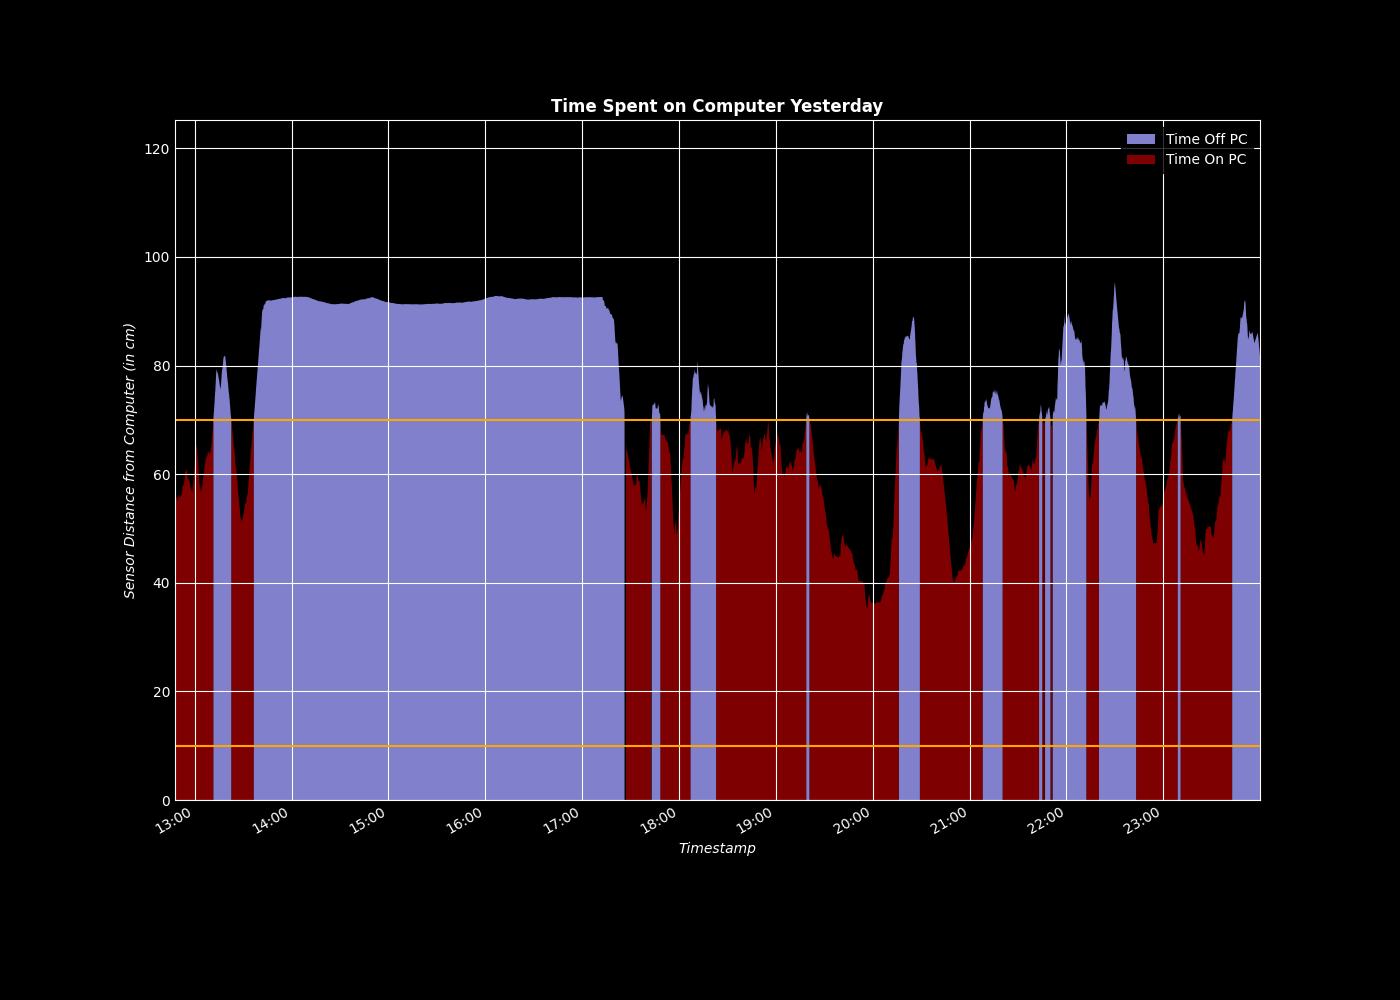 Time Spent on Computer Yesterday
Time Off PC
Time On PC
120
100
80
60
40
20
0
Sensor Distance from Computer (in cm)
13:00 14:00 15:00 16:00 17:00 18:00 19:00 20:00 21:00 22:00 23:00
Timestamp